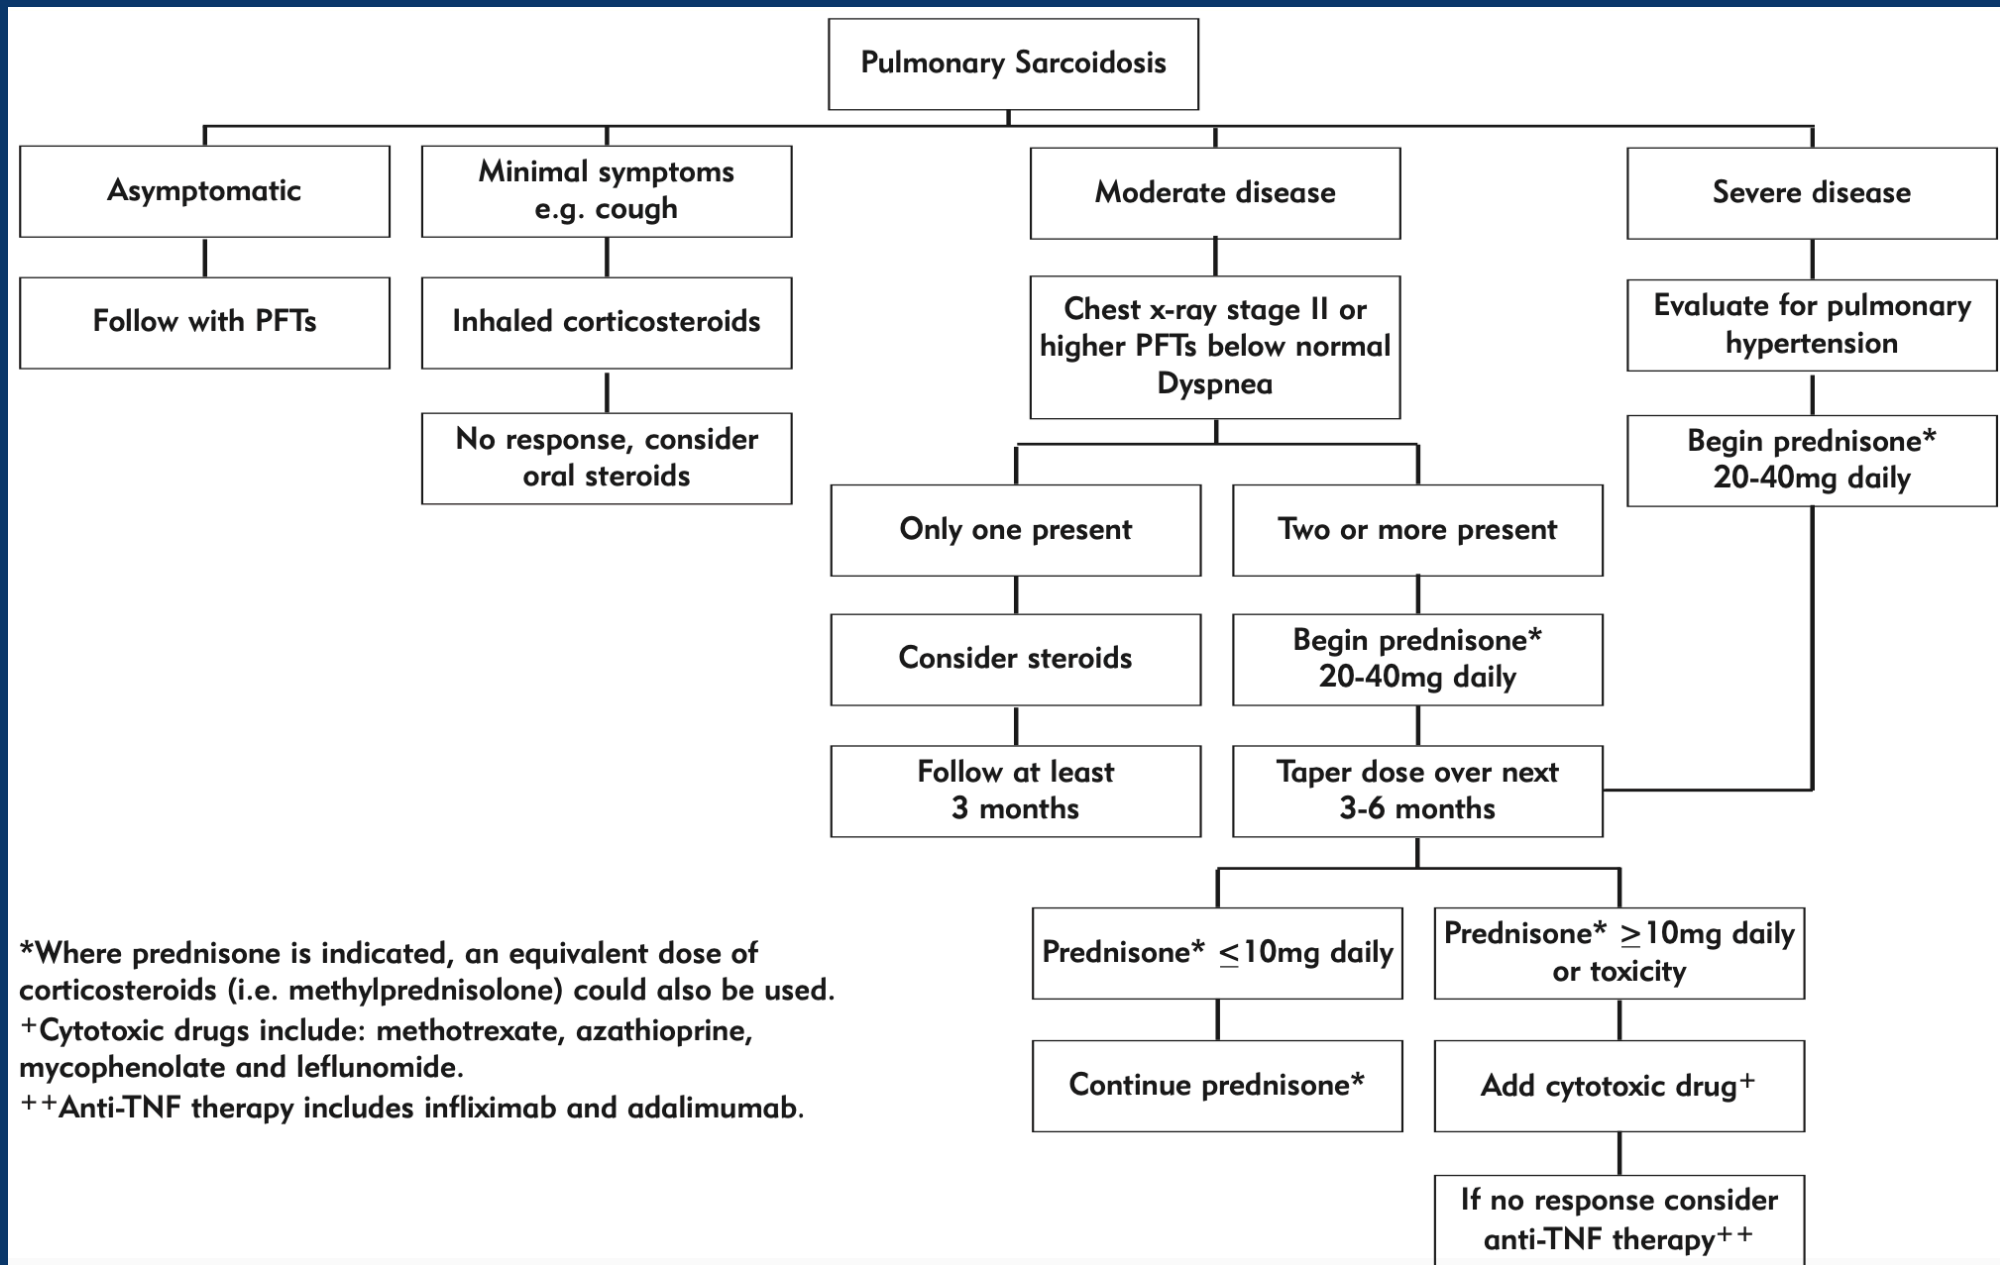 Pulmonary Sarcoidosis
Asymptomatic
Follow with PFTs
Minimal symptoms
e.g. cough
Inhaled corticosteroids
No response, consider
oral steroids
Moderate disease
Chest x-ray stage II or
higher PFTs below normal
Dyspnea
Only one present
Consider steroids
Follow at least
3 months
Two or more present
Begin prednisone*
20-40mg daily
Taper dose over next
3-6 months
Severe disease
Evaluate for pulmonary
hypertension
Begin prednisone*
20-40mg daily
Prednisone* ≤10mg daily
Continue prednisone*
Prednisone* ≥10mg daily
or toxicity
Add cytotoxic drug⁺
If no response consider
anti-TNF therapy⁺⁺
*Where prednisone is indicated, an equivalent dose of
corticosteroids (i.e. methylprednisolone) could also be used.
⁺Cytotoxic drugs include: methotrexate, azathioprine,
mycophenolate and leflunomide.
⁺⁺Anti-TNF therapy includes infliximab and adalimumab.